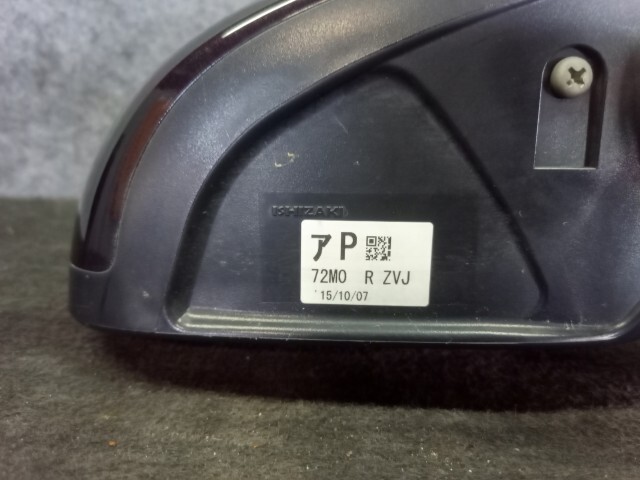 ISHIZAKI
アP
72M0 R ZVJ
'15/10/07